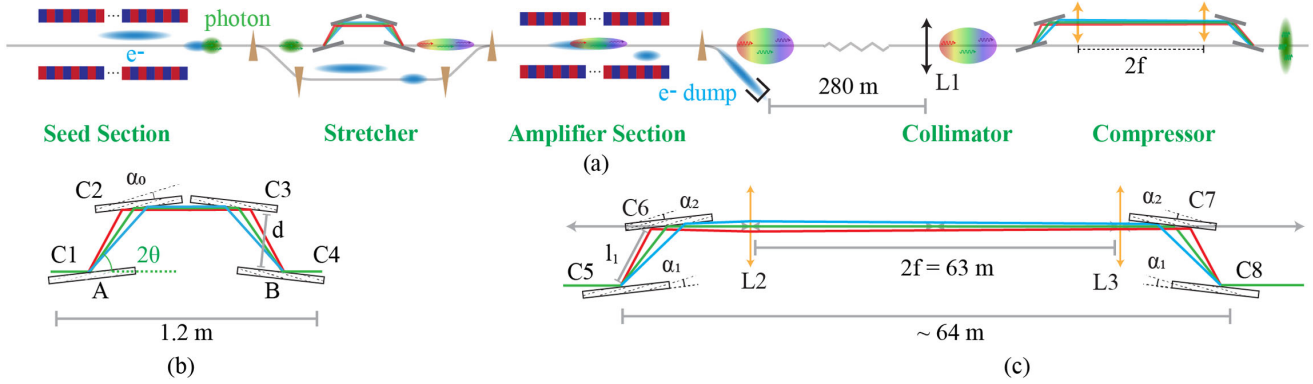 photon
e-
...
...
...
...
e- dump
280 m
L1
2f
Seed Section
Stretcher
Amplifier Section
Collimator
Compressor
(a)
C2
α₀
C3
d
C1
2θ
C4
A
B
1.2 m
(b)
C6
α₂
α₂
C7
l₁
C5
α₁
L2
2f = 63 m
L3
α₁
C8
~ 64 m
(c)